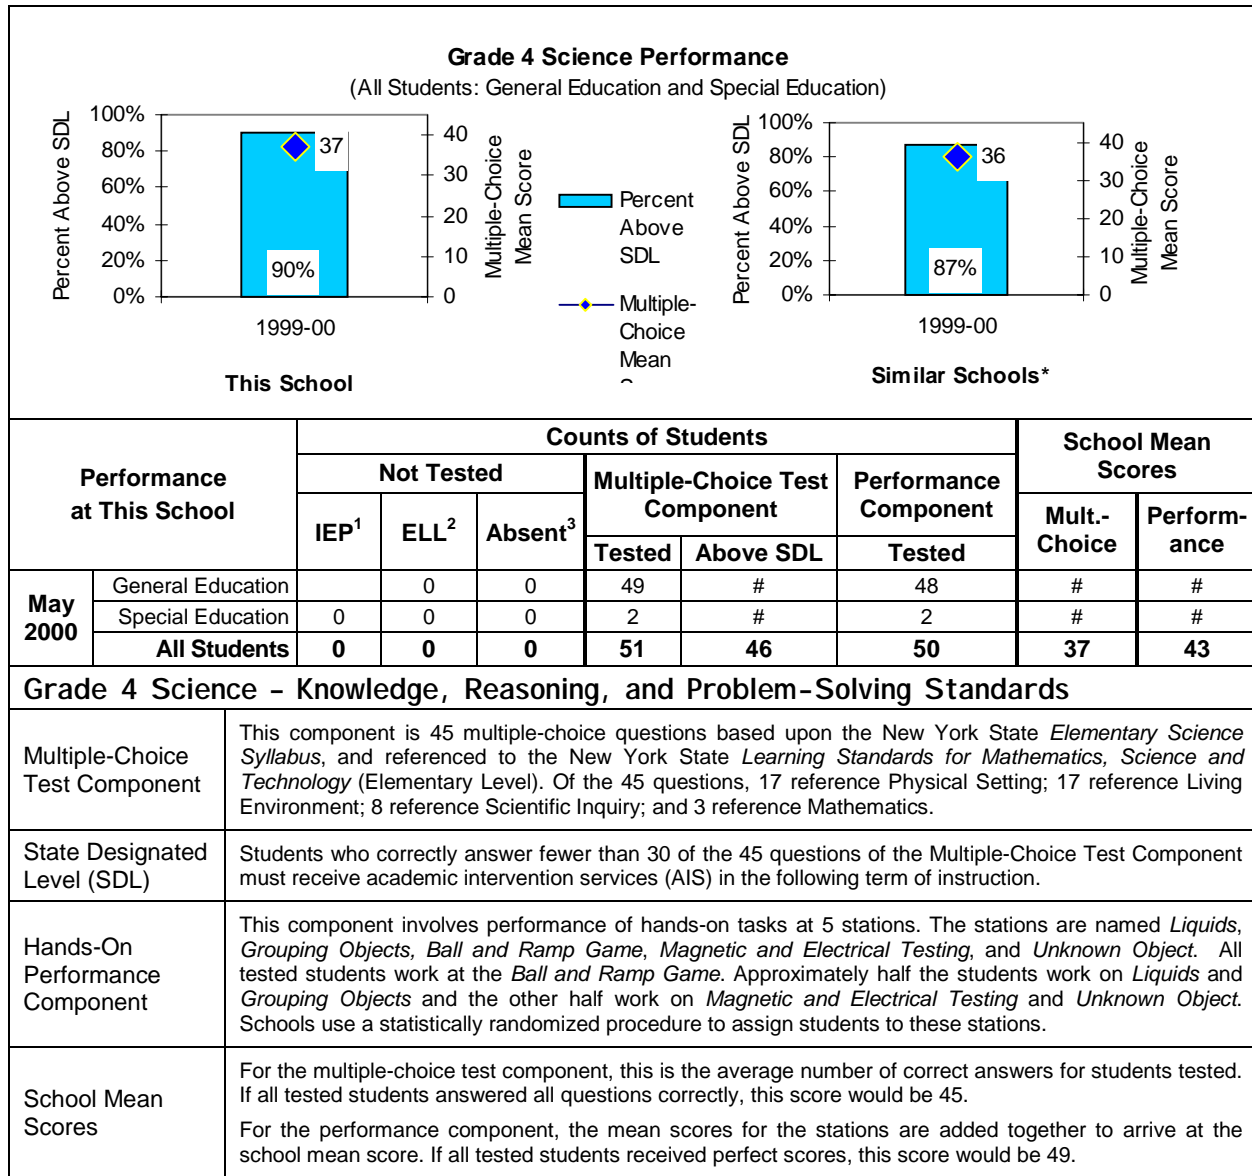 Grade 4 Science Performance
(All Students: General Education and Special Education)
Percent Above SDL
100%
80%
60%
40%
20%
0%
37
90%
40
30
20
10
0
Multiple-Choice
Mean Score
1999-00
This School
Percent
Above
SDL
Multiple-
Choice
Mean
Percent Above SDL
100%
80%
60%
40%
20%
0%
36
87%
40
30
20
10
0
Multiple-Choice
Mean Score
1999-00
Similar Schools*
Performance
at This School
Counts of Students
School Mean
Scores
Not Tested
Multiple-Choice Test
Component
Performance
Component
IEP¹ ELL² Absent³
Tested Above SDL Tested
Mult.-
Choice
Perform-
ance
May
2000
General Education 0 0 49 # 48 # #
Special Education 0 0 0 2 # 2 # #
All Students 0 0 0 51 46 50 37 43
Grade 4 Science – Knowledge, Reasoning, and Problem-Solving Standards
Multiple-Choice
Test Component
This component is 45 multiple-choice questions based upon the New York State Elementary Science
Syllabus, and referenced to the New York State Learning Standards for Mathematics, Science and
Technology (Elementary Level). Of the 45 questions, 17 reference Physical Setting; 17 reference Living
Environment; 8 reference Scientific Inquiry; and 3 reference Mathematics.
State Designated
Level (SDL)
Students who correctly answer fewer than 30 of the 45 questions of the Multiple-Choice Test Component
must receive academic intervention services (AIS) in the following term of instruction.
Hands-On
Performance
Component
This component involves performance of hands-on tasks at 5 stations. The stations are named Liquids,
Grouping Objects, Ball and Ramp Game, Magnetic and Electrical Testing, and Unknown Object. All
tested students work at the Ball and Ramp Game. Approximately half the students work on Liquids and
Grouping Objects and the other half work on Magnetic and Electrical Testing and Unknown Object.
Schools use a statistically randomized procedure to assign students to these stations.
School Mean
Scores
For the multiple-choice test component, this is the average number of correct answers for students tested.
If all tested students answered all questions correctly, this score would be 45.
For the performance component, the mean scores for the stations are added together to arrive at the
school mean score. If all tested students received perfect scores, this score would be 49.